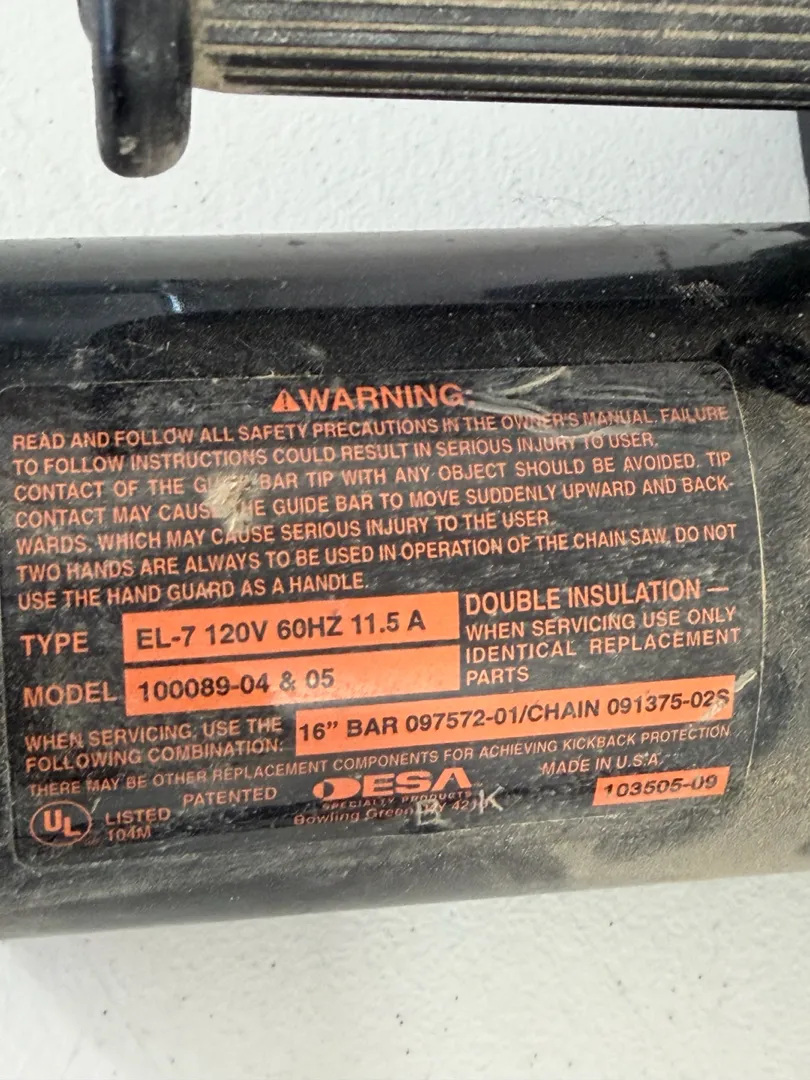 WARNING:
READ AND FOLLOW ALL SAFETY PRECAUTIONS IN THE OWNER'S MANUAL. FAILURE
TO FOLLOW INSTRUCTIONS COULD RESULT IN SERIOUS INJURY TO USER.
CONTACT OF THE BAR TIP WITH ANY OBJECT SHOULD BE AVOIDED. TIP
CONTACT MAY CAUSE THE GUIDE BAR TO MOVE SUDDENLY UPWARD AND BACK-
WARDS, WHICH MAY CAUSE SERIOUS INJURY TO THE USER
TWO HANDS ARE ALWAYS TO BE USED IN OPERATION OF THE CHAIN SAW. DO NOT
USE THE HAND GUARD AS A HANDLE.
TYPE EL-7 120V 60HZ 11.5 A
MODEL 100089-04 & 05
DOUBLE INSULATION —
WHEN SERVICING USE ONLY
IDENTICAL REPLACEMENT
PARTS
WHEN SERVICING, USE THE
FOLLOWING COMBINATION:
16" BAR 097572-01/CHAIN 091375-02S
THERE MAY BE OTHER REPLACEMENT COMPONENTS FOR ACHIEVING KICKBACK PROTECTION
UL
LISTED
104M
PATENTED
DESA
SPECIALTY PRODUCTS
Bowling Green
MADE IN U.S.A.
103505-09